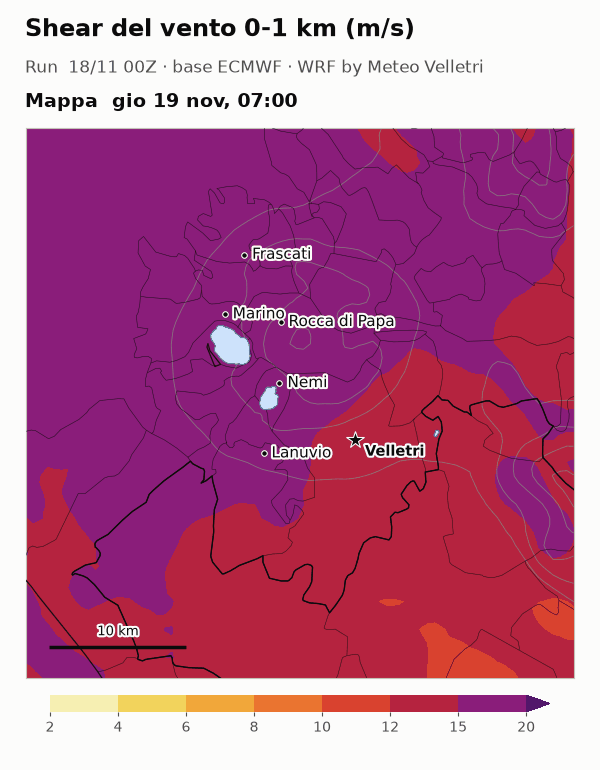 Shear del vento 0-1 km (m/s)
Run  18/11 00Z · base ECMWF · WRF by Meteo Velletri
Mappa  gio 19 nov, 07:00
Frascati
Marino
Rocca di Papa
Nemi
Velletri
Lanuvio
10 km
2 4 6 8 10 12 15 20